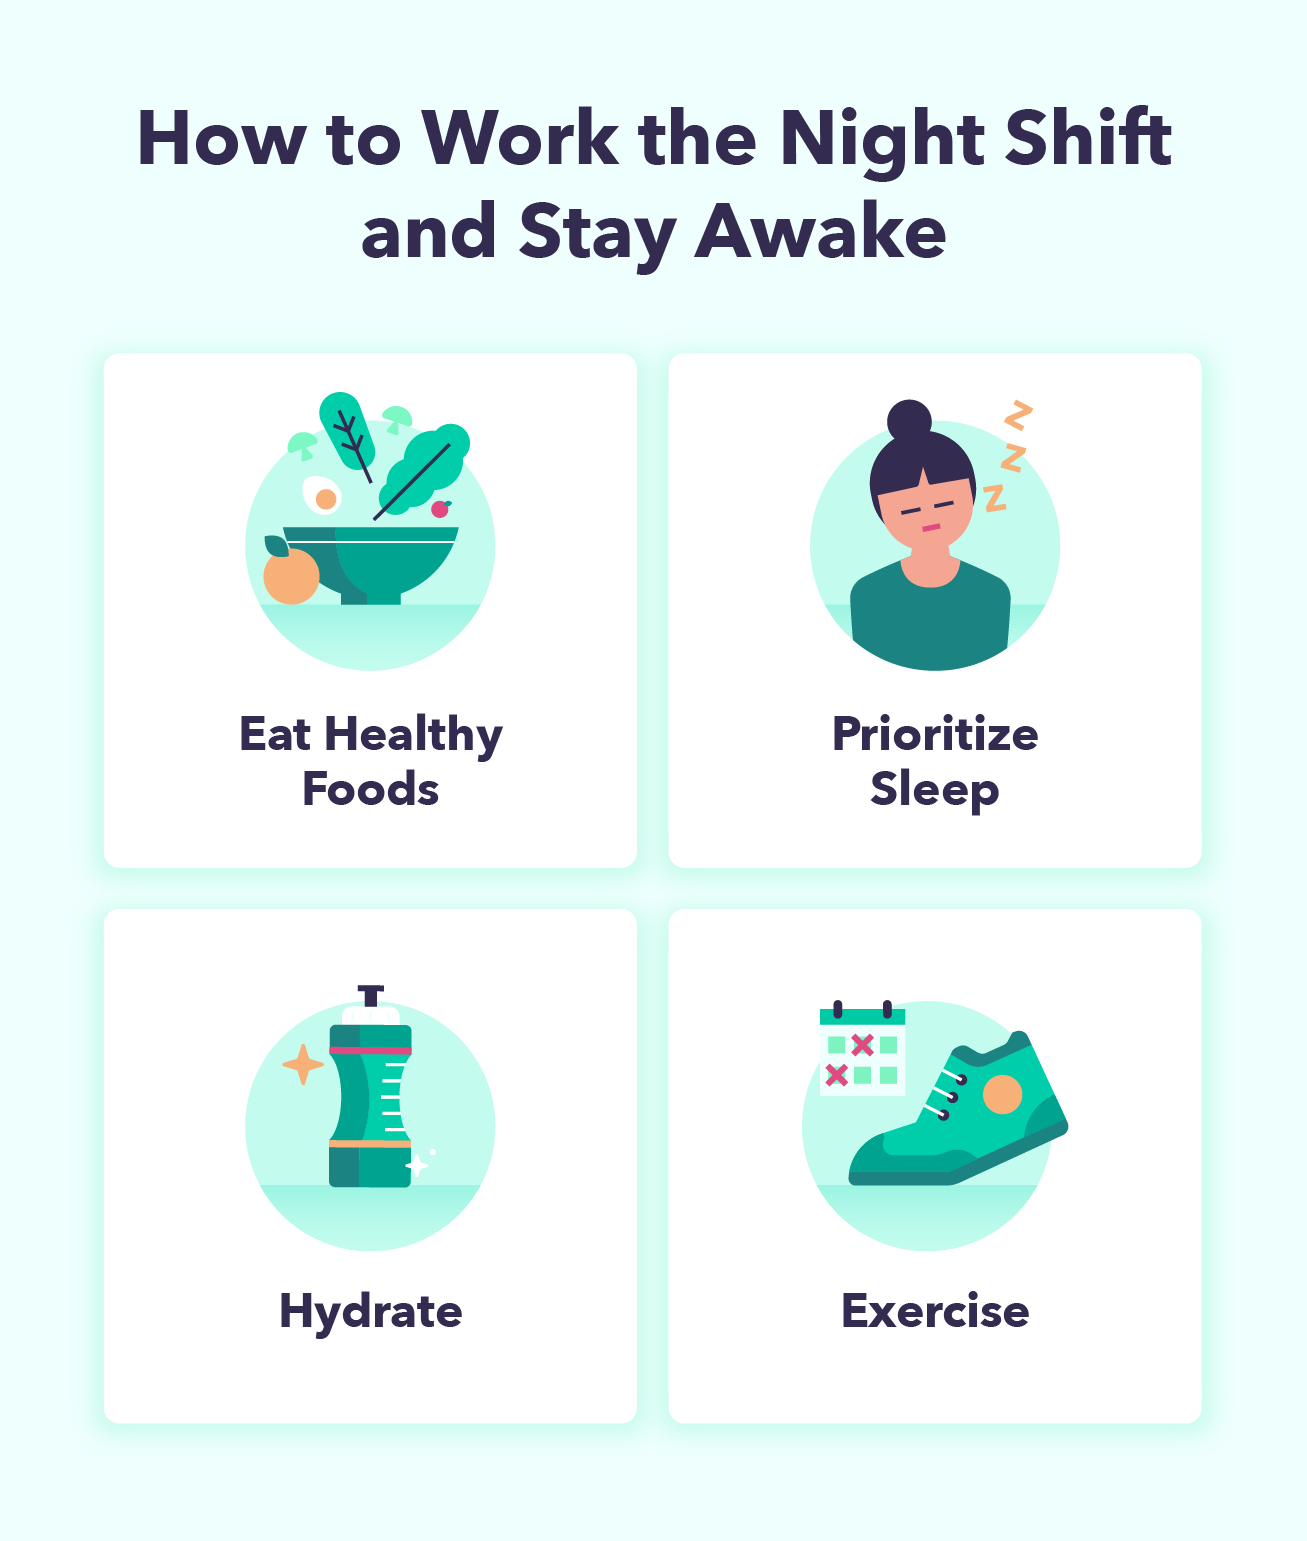 How to Work the Night Shift
and Stay Awake
Z
Z
Z
Eat Healthy
Foods
Prioritize
Sleep
Hydrate
Exercise